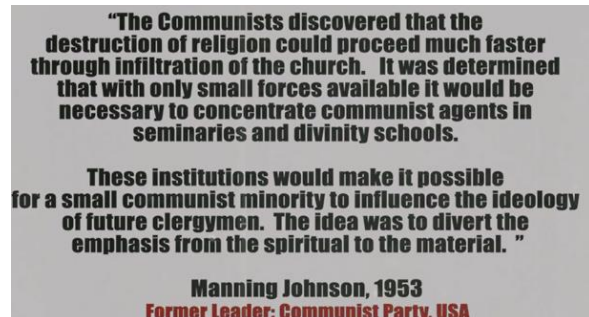 “The Communists discovered that the
destruction of religion could proceed much faster
through infiltration of the church. It was determined
that with only small forces available it would be
necessary to concentrate communist agents in
seminaries and divinity schools.
These institutions would make it possible
for a small communist minority to influence the ideology
of future clergymen. The idea was to divert the
emphasis from the spiritual to the material. ”
Manning Johnson, 1953
Former Leader: Communist Party, USA